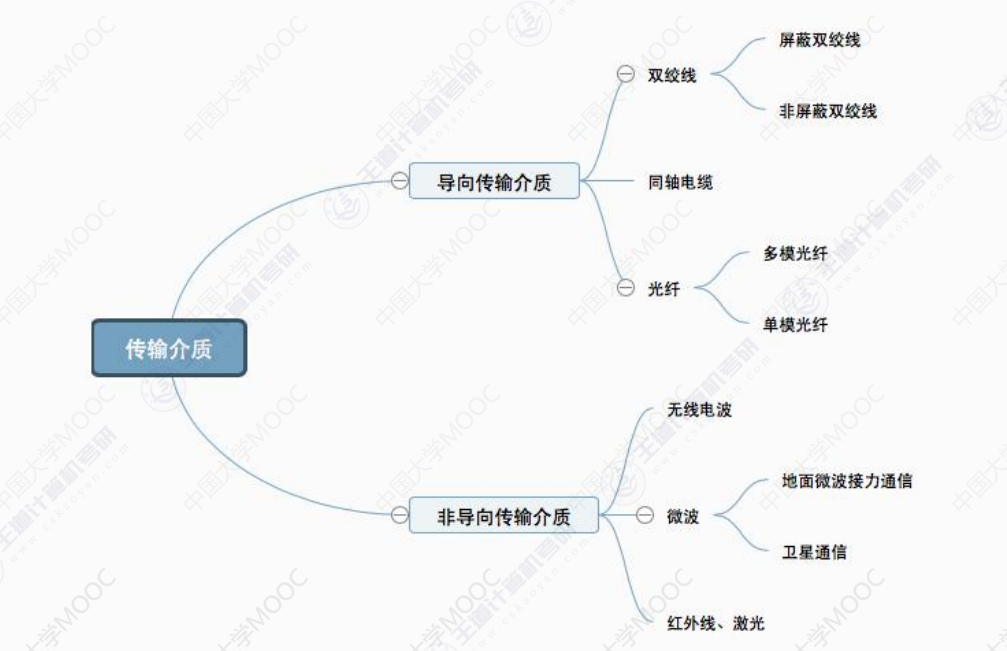 屏蔽双绞线
双绞线
非屏蔽双绞线
导向传输介质
同轴电缆
多模光纤
光纤
单模光纤
传输介质
无线电波
地面微波接力通信
非导向传输介质
微波
卫星通信
红外线、激光
中国大学MOOC
王道计算机考研
www.cskaoyan.com